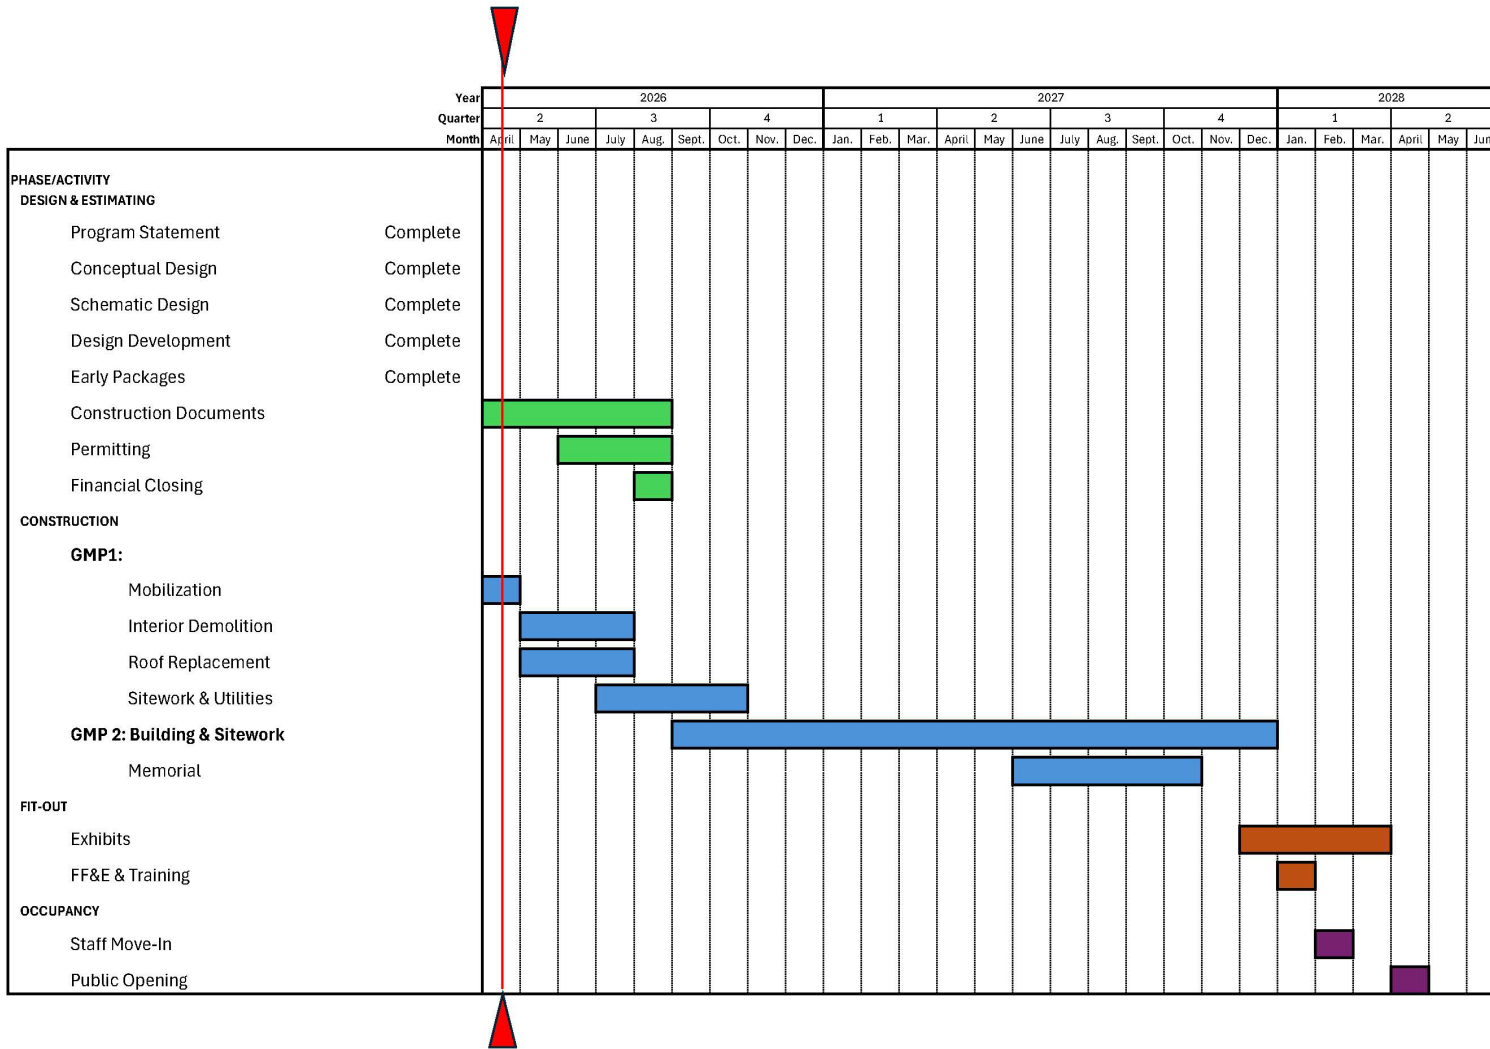 Year 2026 2027 2028
Quarter 2 3 4 1 2 3 4 1 2
Month April May June July Aug. Sept. Oct. Nov. Dec. Jan. Feb. Mar. April May June July Aug. Sept. Oct. Nov. Dec. Jan. Feb. Mar. April May Jun
PHASE/ACTIVITY
DESIGN & ESTIMATING
Program Statement Complete
Conceptual Design Complete
Schematic Design Complete
Design Development Complete
Early Packages Complete
Construction Documents
Permitting
Financial Closing
CONSTRUCTION
GMP1:
Mobilization
Interior Demolition
Roof Replacement
Sitework & Utilities
GMP 2: Building & Sitework
Memorial
FIT-OUT
Exhibits
FF&E & Training
OCCUPANCY
Staff Move-In
Public Opening